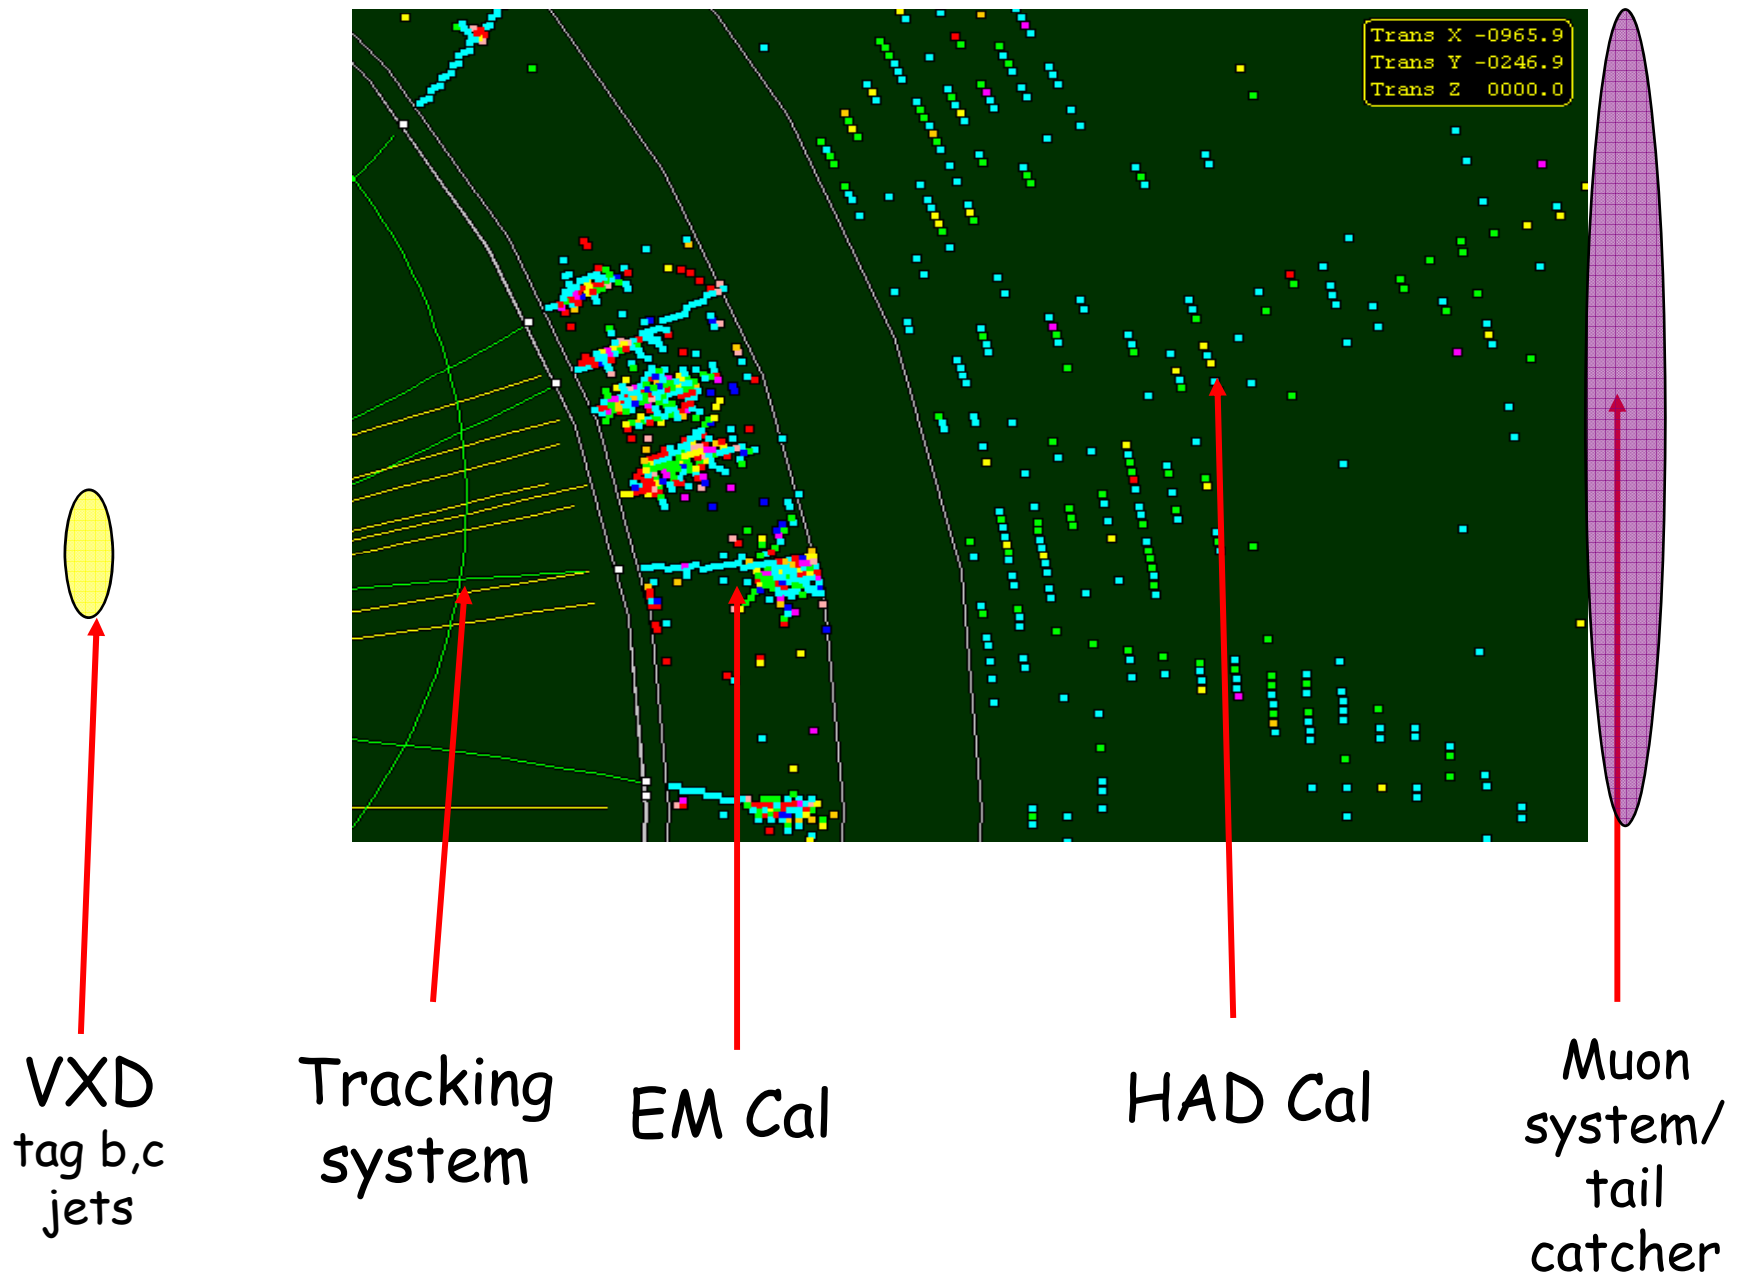 Trans X -0965.9
Trans Y -0246.9
Trans Z 0000.0
VXD
tag b,c
jets
Tracking
system
EM Cal
HAD Cal
Muon
system/
tail
catcher